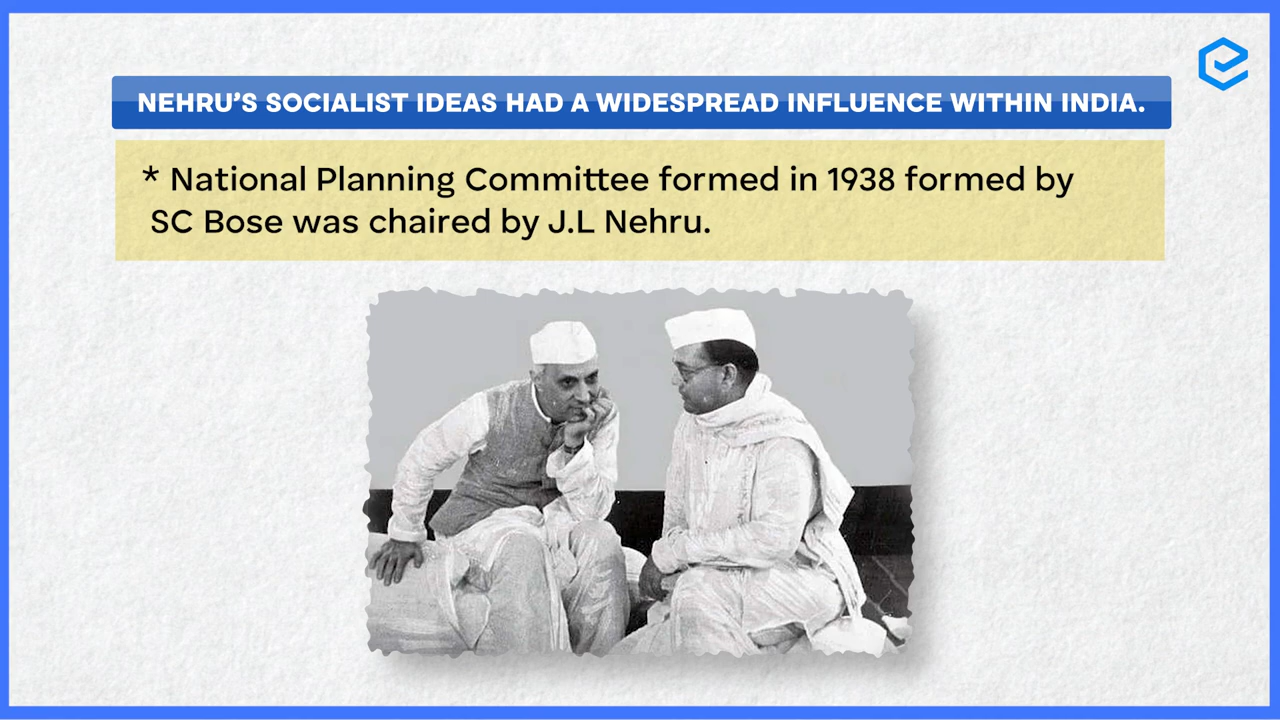 NEHRU'S SOCIALIST IDEAS HAD A WIDESPREAD INFLUENCE WITHIN INDIA.
* National Planning Committee formed in 1938 formed by
SC Bose was chaired by J.L Nehru.